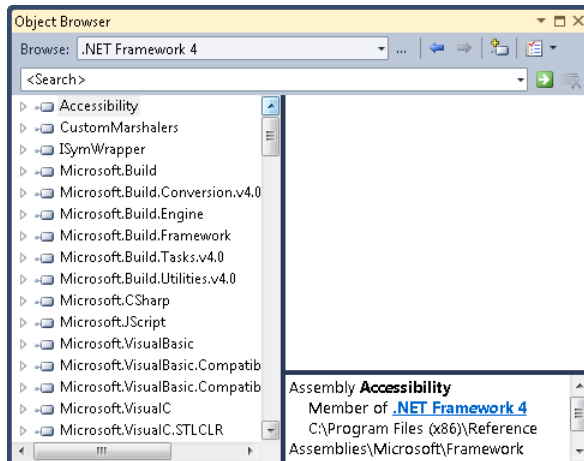 Object Browser
Browse: .NET Framework 4
...
<Search>
Accessibility
CustomMarshalers
ISymWrapper
Microsoft.Build
Microsoft.Build.Conversion.v4.0
Microsoft.Build.Engine
Microsoft.Build.Framework
Microsoft.Build.Tasks.v4.0
Microsoft.Build.Utilities.v4.0
Microsoft.CSharp
Microsoft.JScript
Microsoft.VisualBasic
Microsoft.VisualBasic.Compatib
Microsoft.VisualBasic.Compatib
Microsoft.VisualC
Microsoft.VisualC.STLCLR
Assembly Accessibility
Member of .NET Framework 4
C:\Program Files (x86)\Reference
Assemblies\Microsoft\Framework